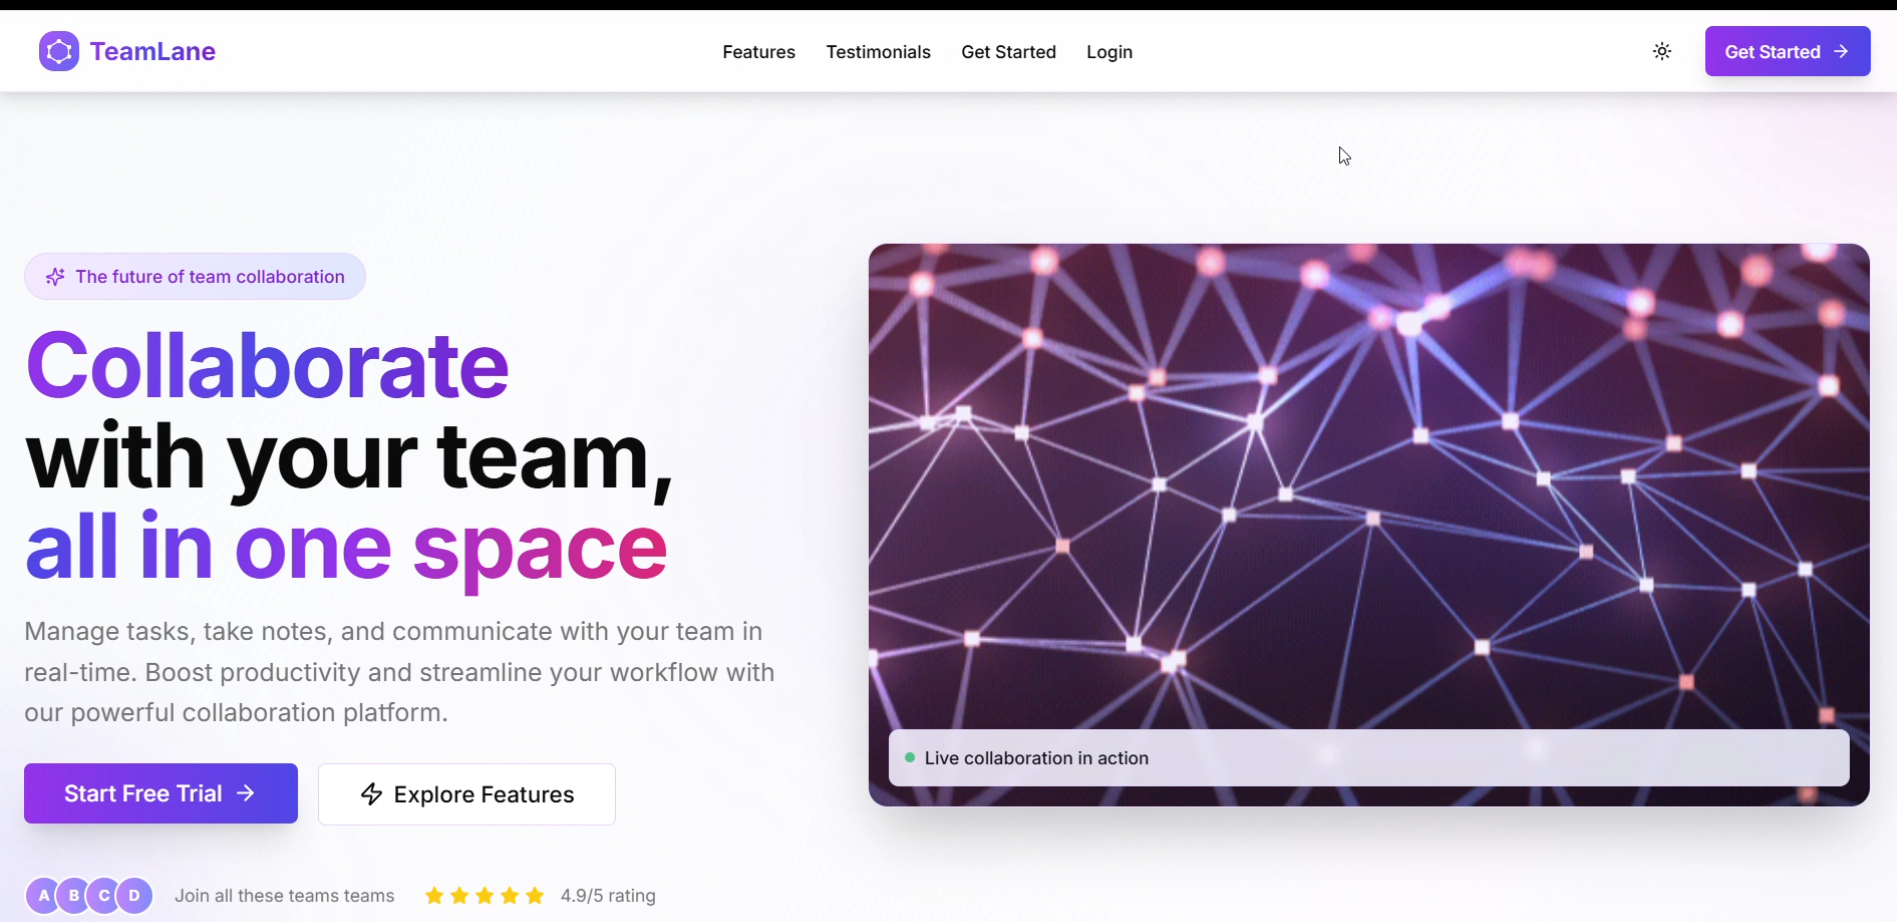 TeamLane
Features
Testimonials
Get Started
Login
Get Started
The future of team collaboration
Collaborate
with your team,
all in one space
Manage tasks, take notes, and communicate with your team in
real-time. Boost productivity and streamline your workflow with
our powerful collaboration platform.
Start Free Trial
Explore Features
A B C D
Join all these teams teams
4.9/5 rating
Live collaboration in action